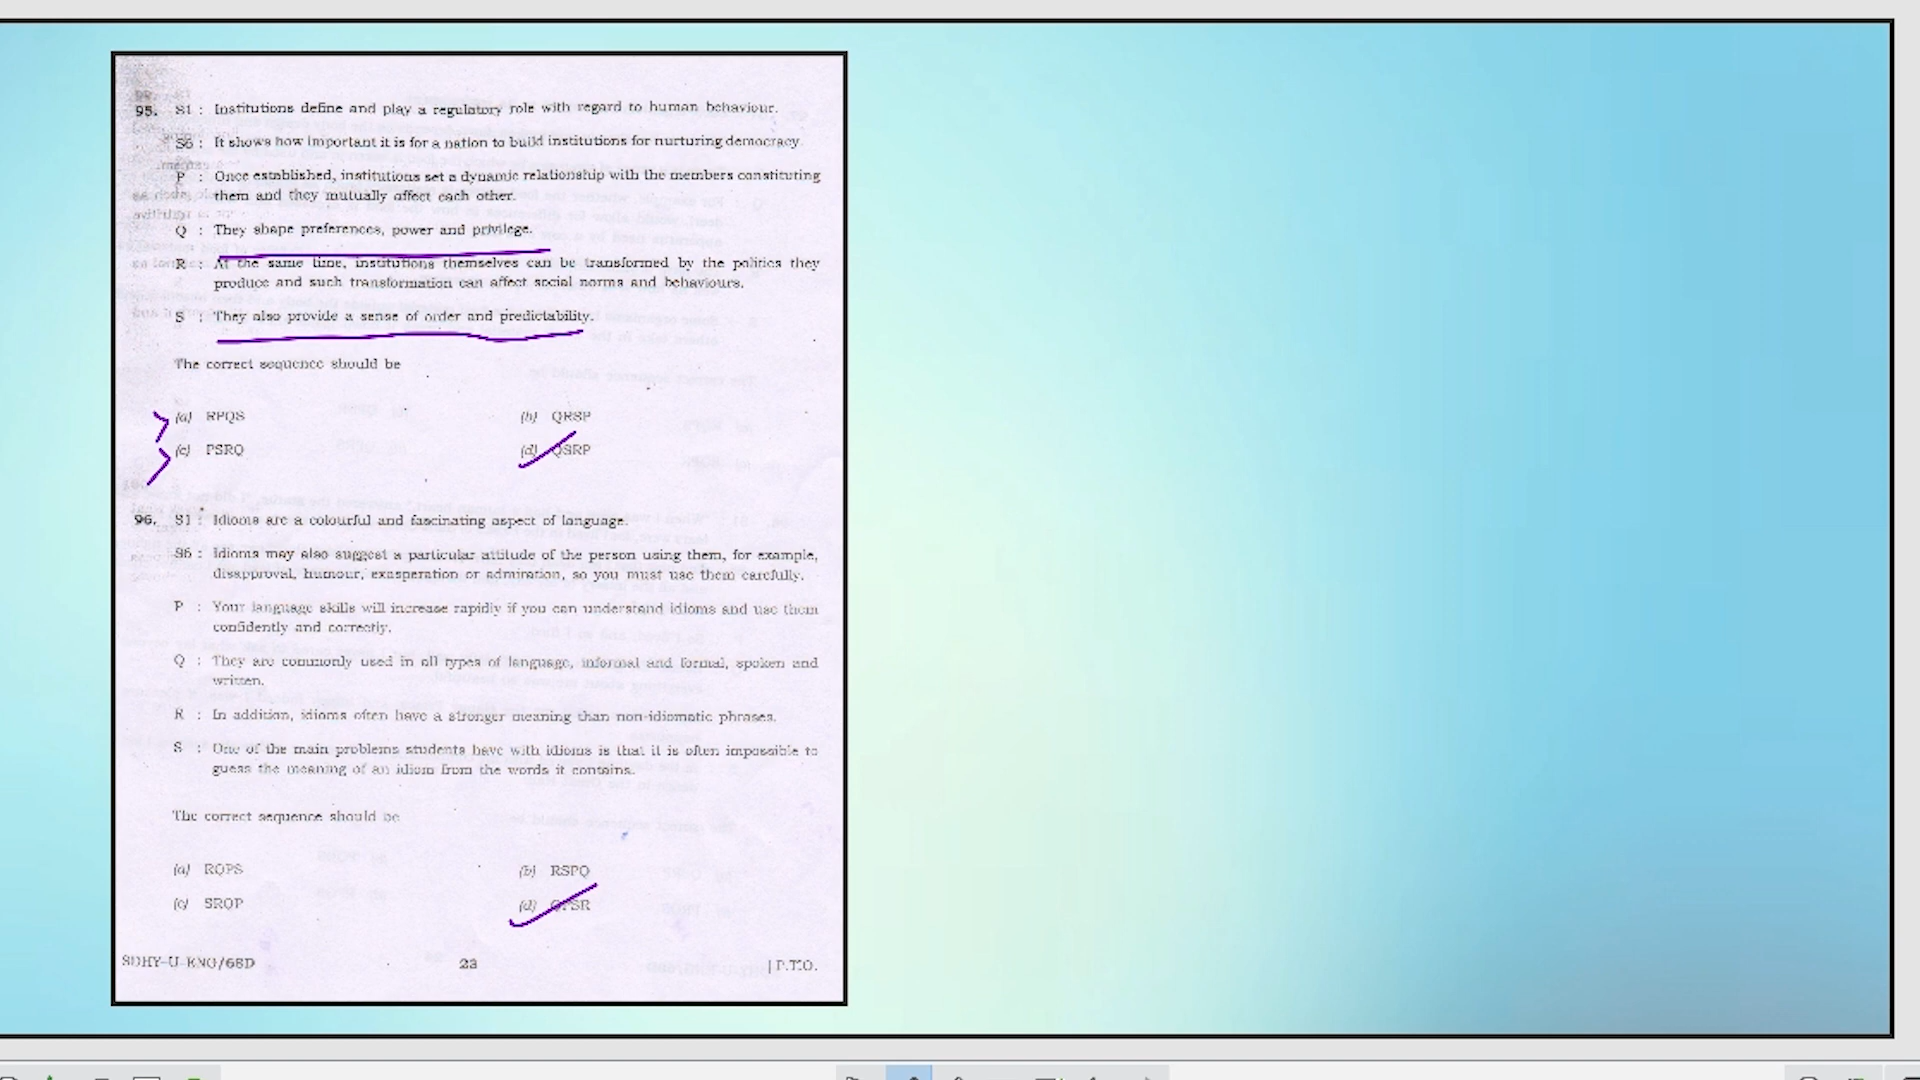 95. S1 : Institutions define and play a regulatory role with regard to human behaviour.
S6 : It shows how important it is for a nation to build institutions for nurturing democracy.
P : Once established, institutions set a dynamic relationship with the members constituting
them and they mutually affect each other.
Q : They shape preferences, power and privilege.
R : At the same time, institutions themselves can be transformed by the politics they
produce and such transformation can affect social norms and behaviours.
S : They also provide a sense of order and predictability.
The correct sequence should be
(a) RPQS (b) QRSP
(c) PSRQ (d) QSRP
96. S1 : Idioms are a colourful and fascinating aspect of language.
S6 : Idioms may also suggest a particular attitude of the person using them, for example,
disapproval, humour, exasperation or admiration, so you must use them carefully.
P : Your language skills will increase rapidly if you can understand idioms and use them
confidently and correctly.
Q : They are commonly used in all types of language, informal and formal, spoken and
written.
R : In addition, idioms often have a stronger meaning than non-idiomatic phrases.
S : One of the main problems students have with idioms is that it is often impossible to
guess the meaning of an idiom from the words it contains.
The correct sequence should be
(a) RQPS (b) RSPQ
(c) SRQP (d) QPSR
SDHY-U-ENG/68D 23 [ P.T.O.